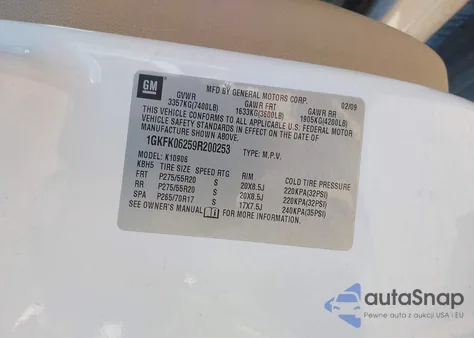 GM
MFD BY GENERAL MOTORS CORP. 02/09
GVWR GAWR FRT GAWR RR
3357KG(7400LB) 1633KG(3600LB) 1905KG(4200LB)
THIS VEHICLE CONFORMS TO ALL APPLICABLE U.S. FEDERAL MOTOR
VEHICLE SAFETY STANDARDS IN EFFECT ON THE DATE OF
MANUFACTURE SHOWN ABOVE.
1GKFK06259R200253 TYPE: M.P.V.
MODEL: K10906
KBH5 TIRE SIZE SPEED RTG RIM COLD TIRE PRESSURE
FRT P275/55R20 S 20X8.5J 220KPA(32PSI)
RR P275/55R20 S 20X8.5J 220KPA(32PSI)
SPA P265/70R17 S 17X7.5J 240KPA(35PSI)
SEE OWNER'S MANUAL FOR MORE INFORMATION.
autoSnap
Pewne auta z aukcji USA i EU